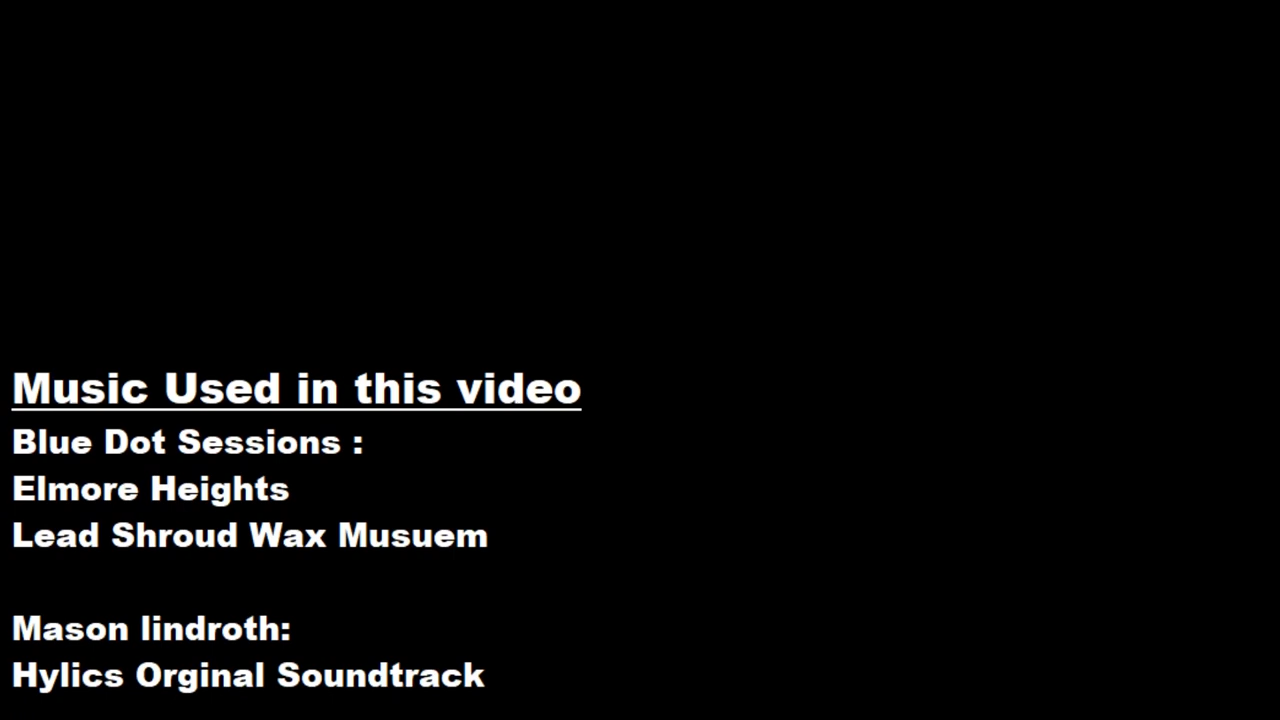 Music Used in this video
Blue Dot Sessions :
Elmore Heights
Lead Shroud Wax Musuem
Mason lindroth:
Hylics Orginal Soundtrack